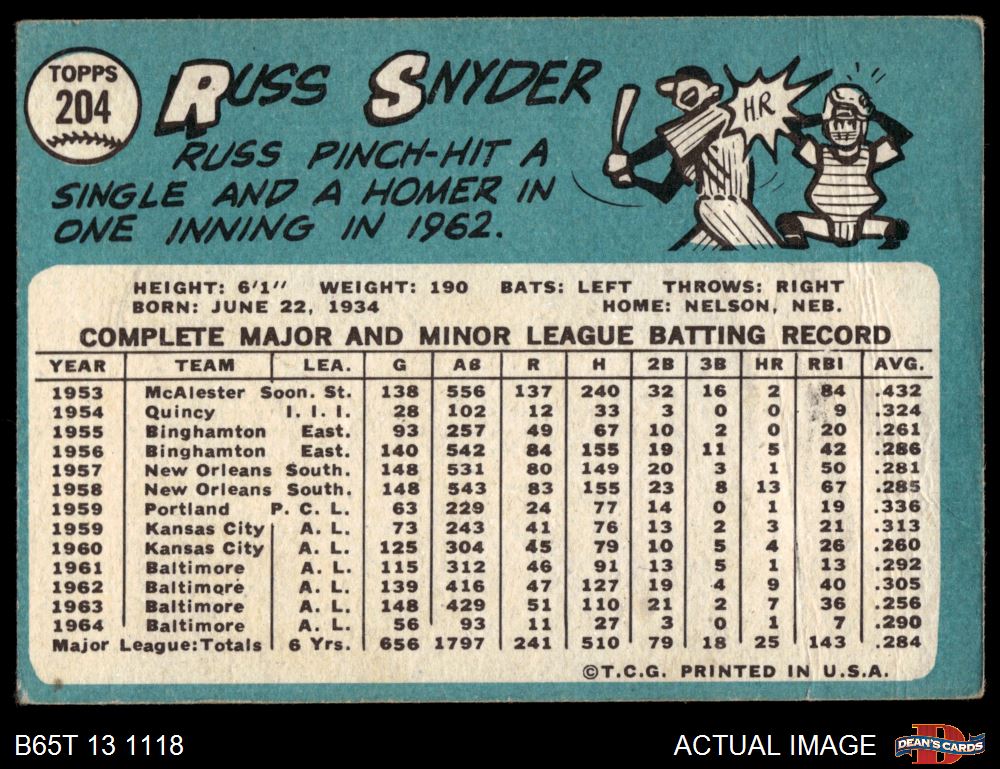 TOPPS
204
RUSS SNYDER
RUSS PINCH-HIT A
SINGLE AND A HOMER IN
ONE INNING IN 1962.
H.R
HEIGHT: 6'1" WEIGHT: 190 BATS: LEFT THROWS: RIGHT
BORN: JUNE 22, 1934 HOME: NELSON, NEB.
COMPLETE MAJOR AND MINOR LEAGUE BATTING RECORD
YEAR TEAM LEA. G AB R H 2B 3B HR RBI AVG.
1953 McAlester Soon. St. 138 556 137 240 32 16 2 84 .432
1954 Quincy I. I. I. 28 102 12 33 3 0 0 9 .324
1955 Binghamton East. 93 257 49 67 10 2 0 20 .261
1956 Binghamton East. 140 542 84 155 19 11 5 42 .286
1957 New Orleans South. 148 531 80 149 20 3 1 50 .281
1958 New Orleans South. 148 543 83 155 23 8 13 67 .285
1959 Portland P. C. L. 63 229 24 77 14 0 1 19 .336
1959 Kansas City A. L. 73 243 41 76 13 2 3 21 .313
1960 Kansas City A. L. 125 304 45 79 10 5 4 26 .260
1961 Baltimore A. L. 115 312 46 91 13 5 1 13 .292
1962 Baltimore A. L. 139 416 47 127 19 4 9 40 .305
1963 Baltimore A. L. 148 429 51 110 21 2 7 36 .256
1964 Baltimore A. L. 56 93 11 27 3 0 1 7 .290
Major League: Totals 6 Yrs. 656 1797 241 510 79 18 25 143 .284
©T.C.G. PRINTED IN U.S.A.
B65T 13 1118 ACTUAL IMAGE
D
DEAN'S CARDS